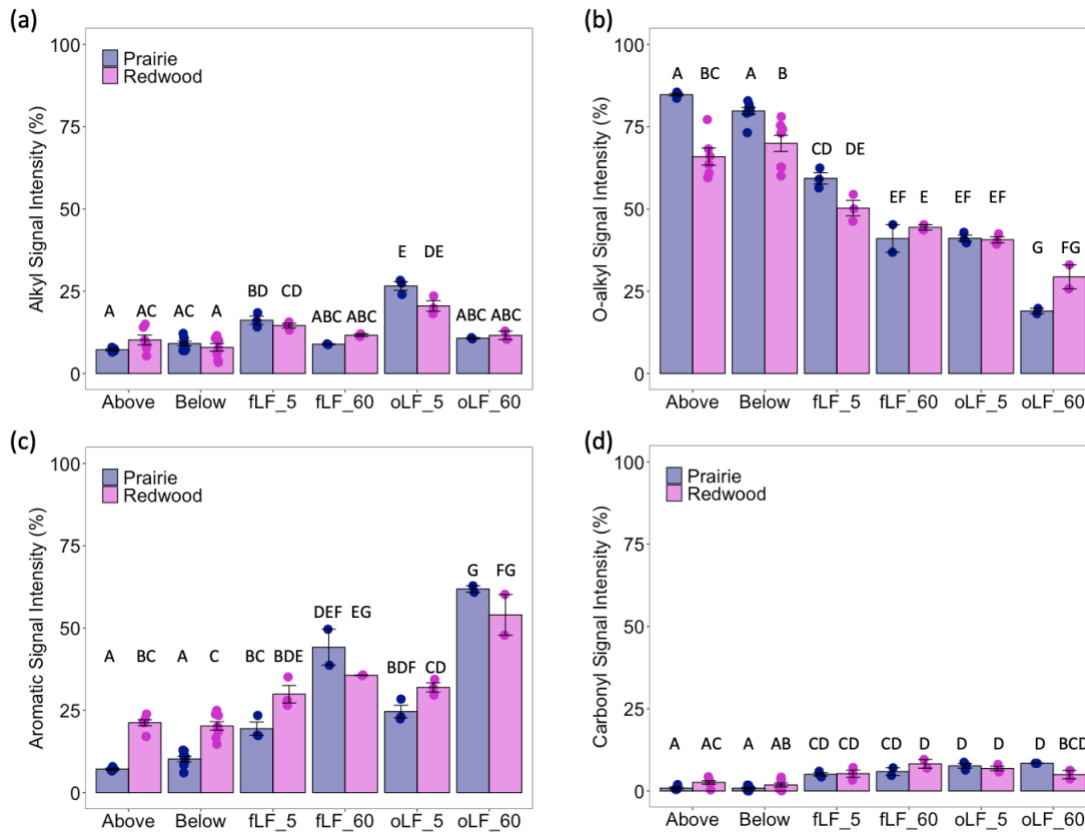 (a)
Alkyl Signal Intensity (%)
100
75
50
25
0
Prairie
Redwood
A AC AC A BD CD ABC ABC E DE ABC ABC
Above Below fLF_5 fLF_60 oLF_5 oLF_60
(b)
O-alkyl Signal Intensity (%)
100
75
50
25
0
A BC A B CD DE EF E EF EF G FG
Above Below fLF_5 fLF_60 oLF_5 oLF_60
(c)
Aromatic Signal Intensity (%)
100
75
50
25
0
Prairie
Redwood
A BC A C BC BDE DEF EG BDF CD G FG
Above Below fLF_5 fLF_60 oLF_5 oLF_60
(d)
Carbonyl Signal Intensity (%)
100
75
50
25
0
Prairie
Redwood
A AC A AB CD CD CD D D D D BCD
Above Below fLF_5 fLF_60 oLF_5 oLF_60